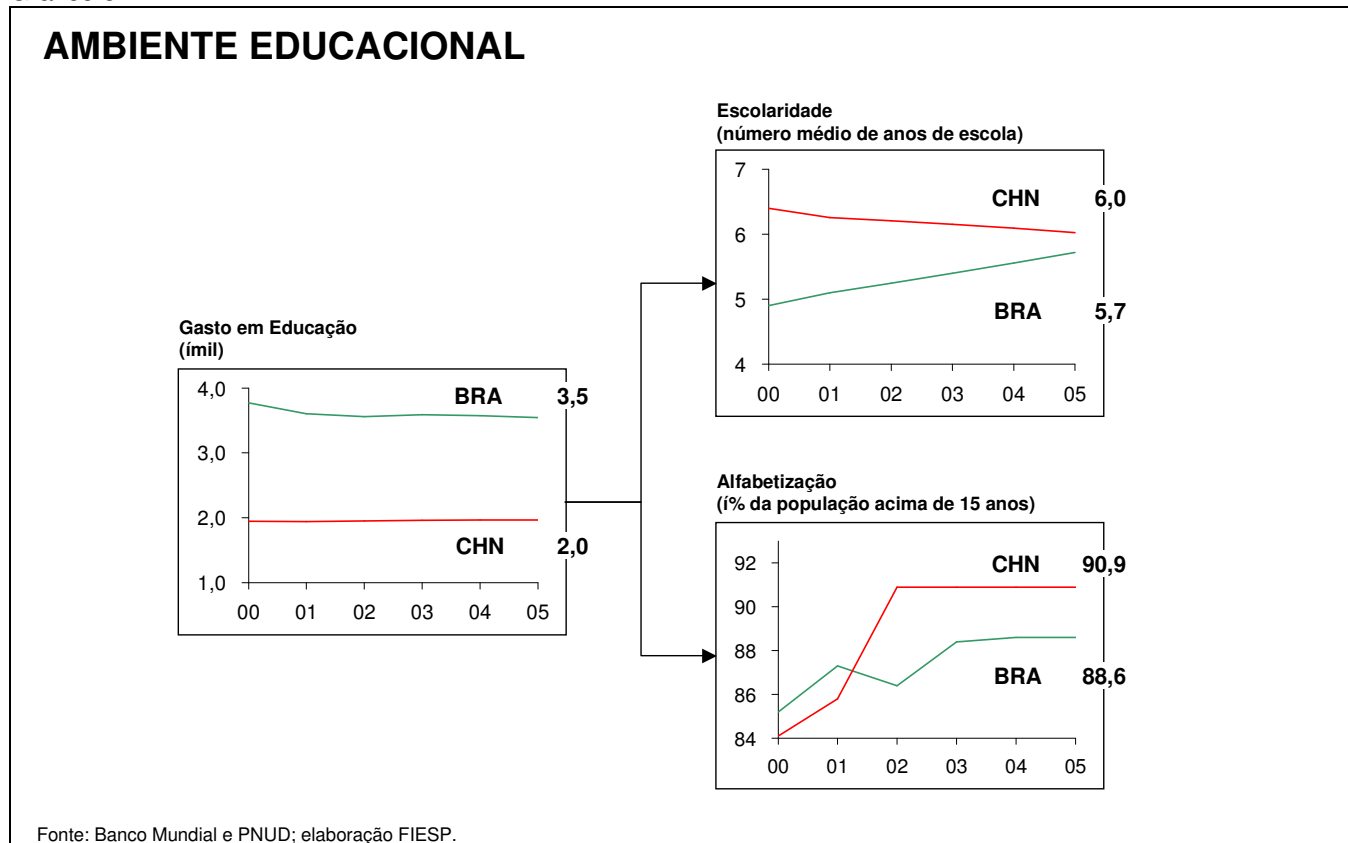 AMBIENTE EDUCACIONAL
Escolaridade
(número médio de anos de escola)
7
6
5
4
CHN 6,0
BRA 5,7
00 01 02 03 04 05
Gasto em Educação
(ímil)
4,0
3,0
2,0
1,0
BRA 3,5
CHN 2,0
00 01 02 03 04 05
Alfabetização
(í% da população acima de 15 anos)
92
90
88
86
84
CHN 90,9
BRA 88,6
00 01 02 03 04 05
Fonte: Banco Mundial e PNUD; elaboração FIESP.